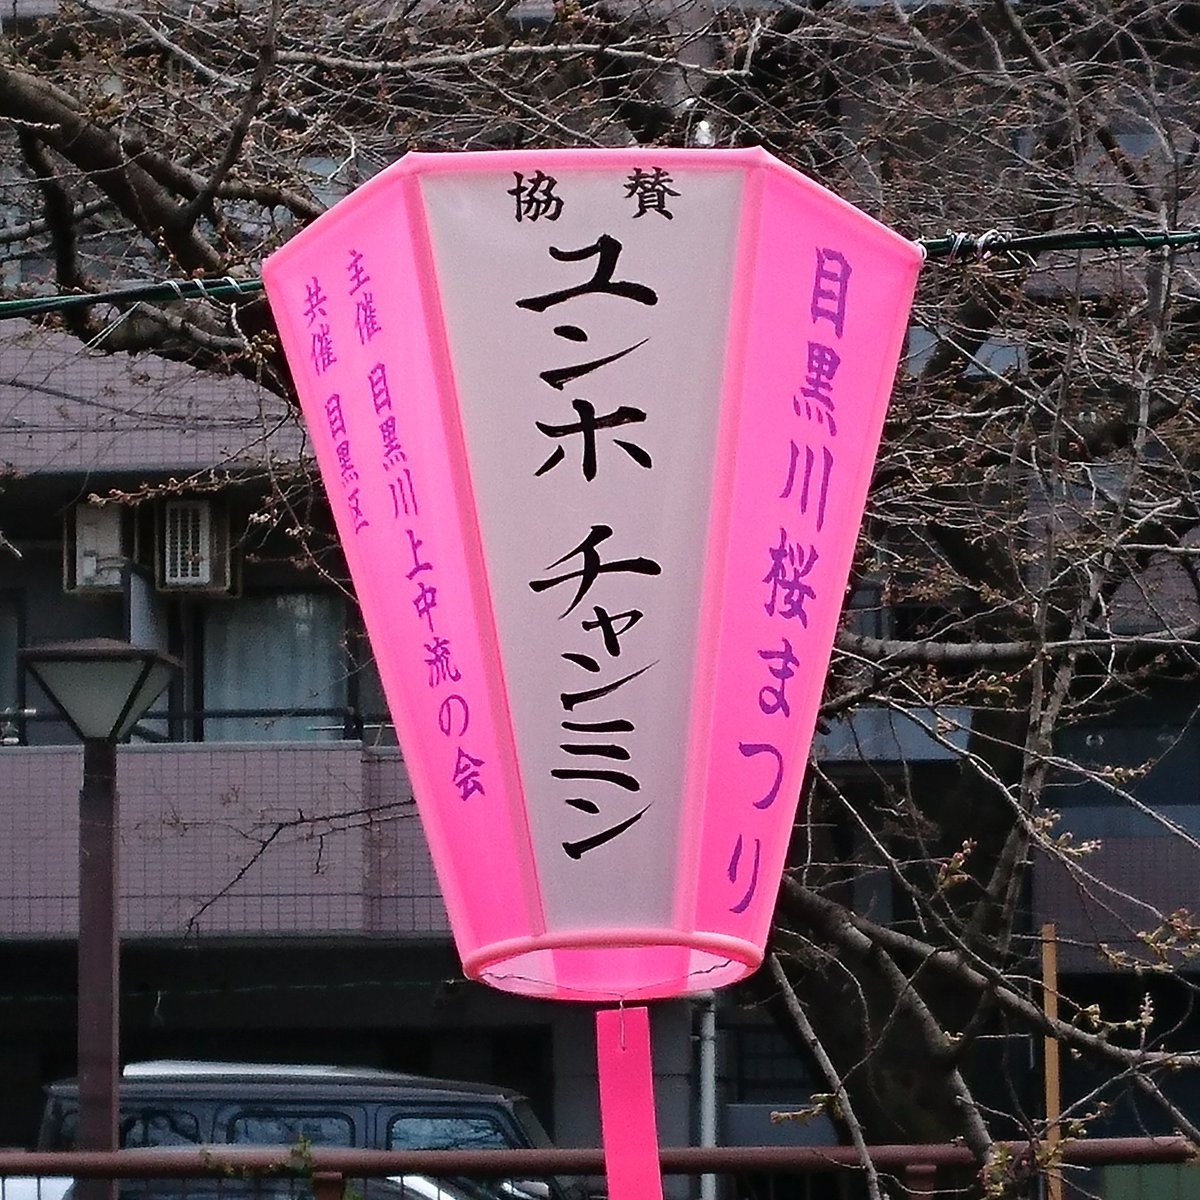 目黒川桜まつり
協賛
ユンホ チャンミン
主催 目黒川上中流の会
共催 目黒区